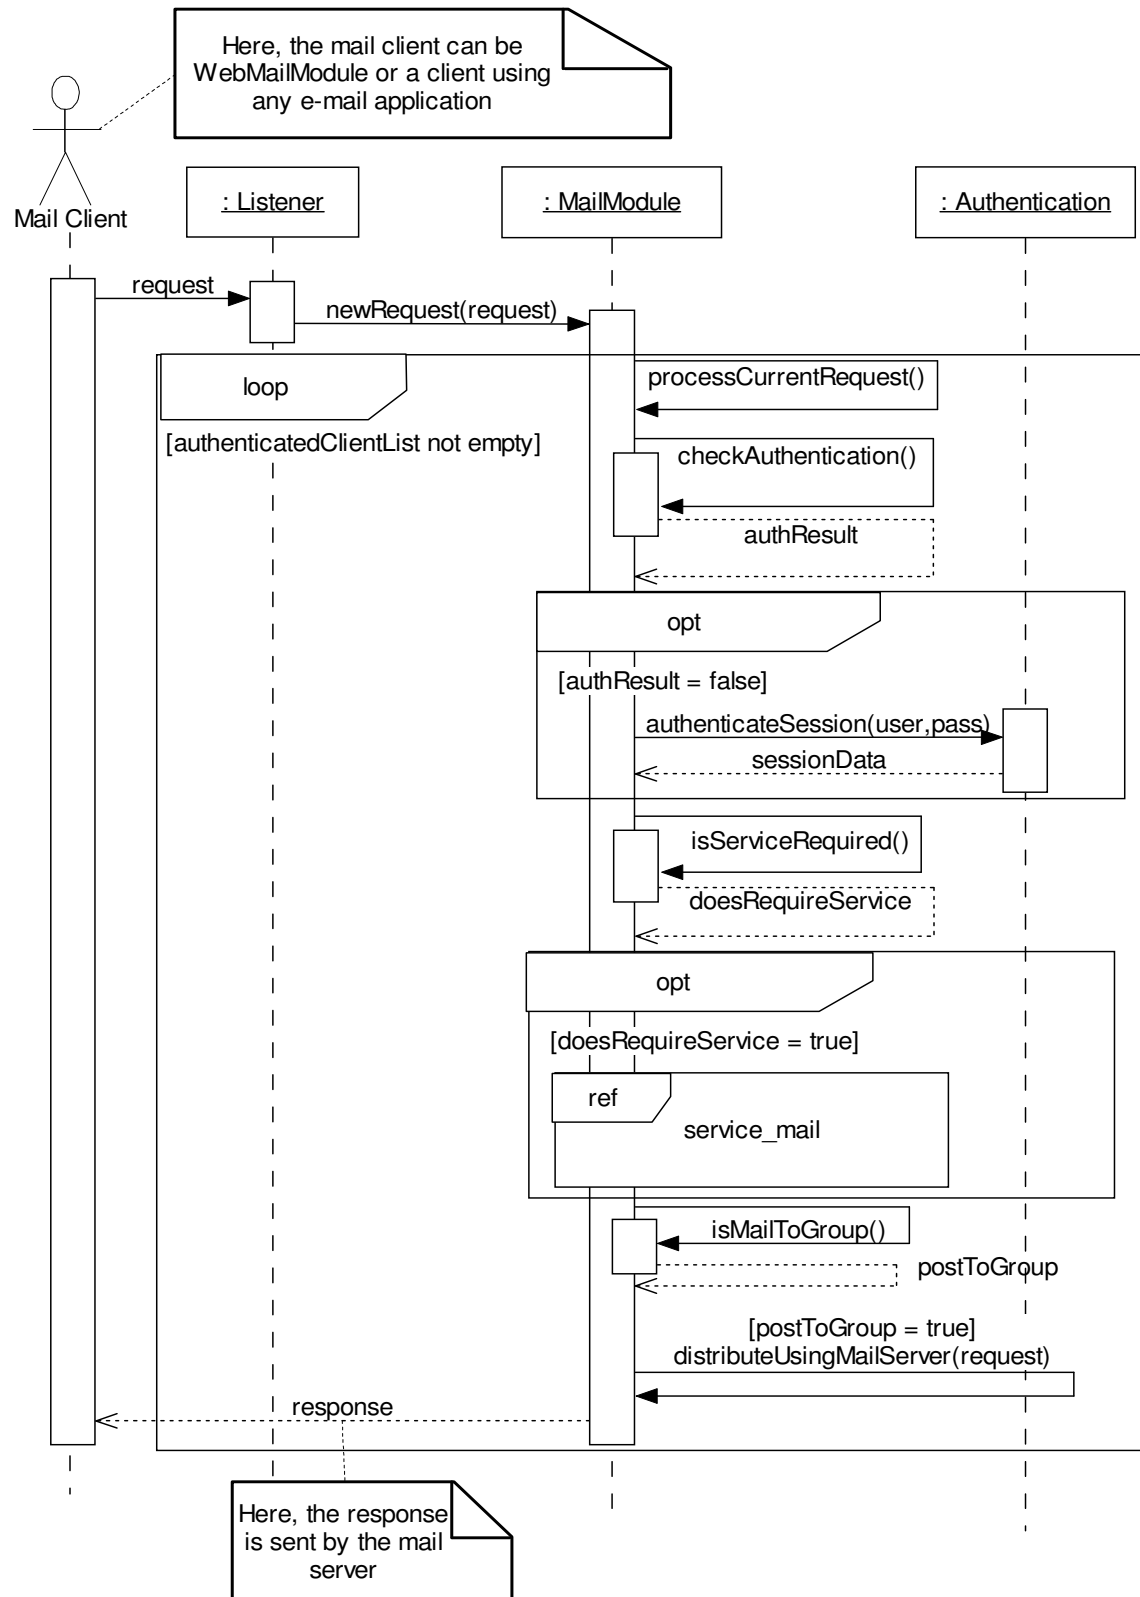 Here, the mail client can be
WebMailModule or a client using
any e-mail application
Mail Client
: Listener
: MailModule
: Authentication
request
newRequest(request)
loop
processCurrentRequest()
[authenticatedClientList not empty]
checkAuthentication()
authResult
opt
[authResult = false]
authenticateSession(user,pass)
sessionData
isServiceRequired()
doesRequireService
opt
[doesRequireService = true]
ref
service_mail
isMailToGroup()
postToGroup
[postToGroup = true]
distributeUsingMailServer(request)
response
Here, the response
is sent by the mail
server